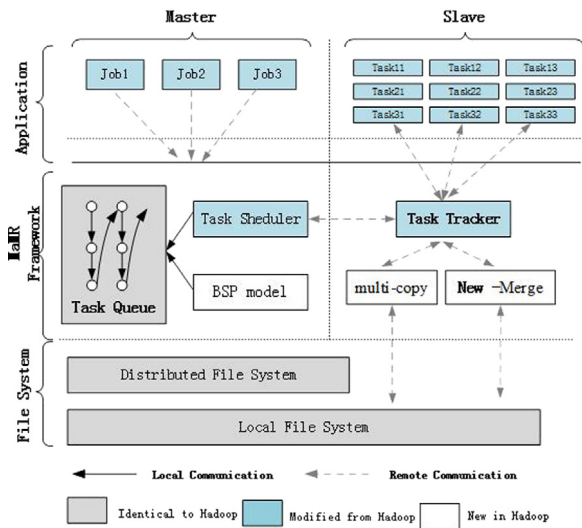 Master
Slave
Application
Job1
Job2
Job3
Task11
Task12
Task13
Task21
Task22
Task23
Task31
Task32
Task33
MaMR
Framework
Task Sheduler
Task Tracker
Task Queue
BSP model
multi-copy
New -Merge
File System
Distributed File System
Local File System
Local Communication
Remote Communication
Identical to Hadoop
Modified from Hadoop
New in Hadoop